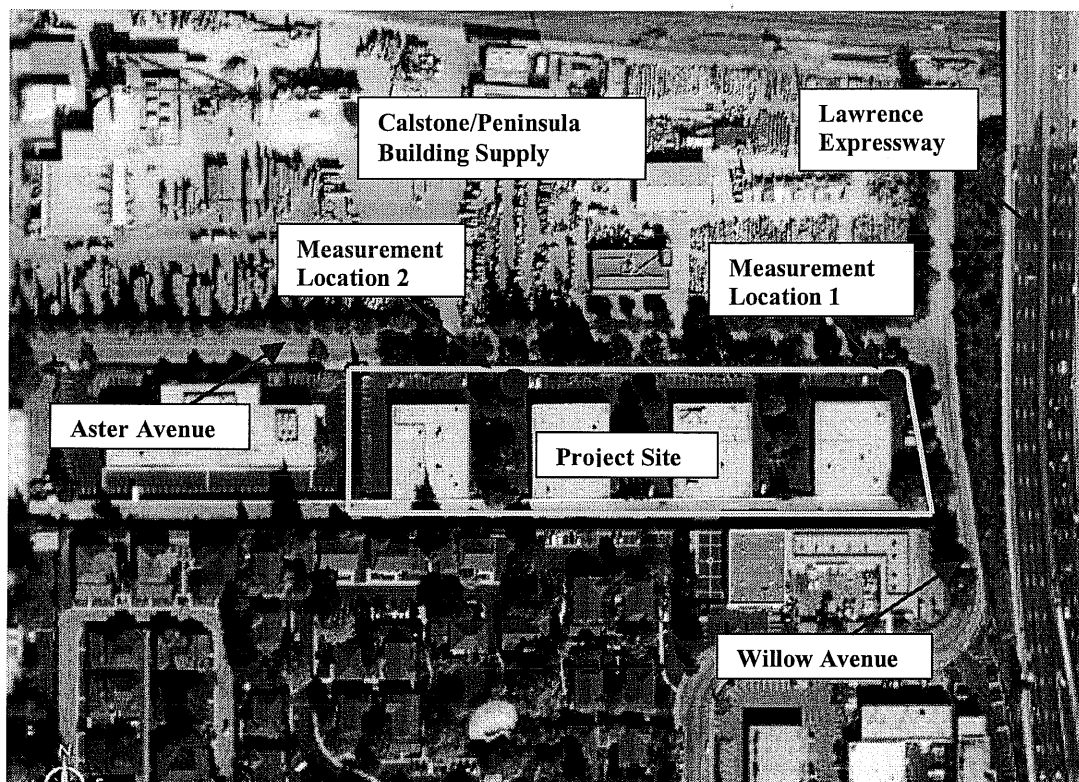 Calstone/Peninsula
Building Supply
Lawrence
Expressway
Measurement
Location 2
Measurement
Location 1
Aster Avenue
Project Site
Willow Avenue
N